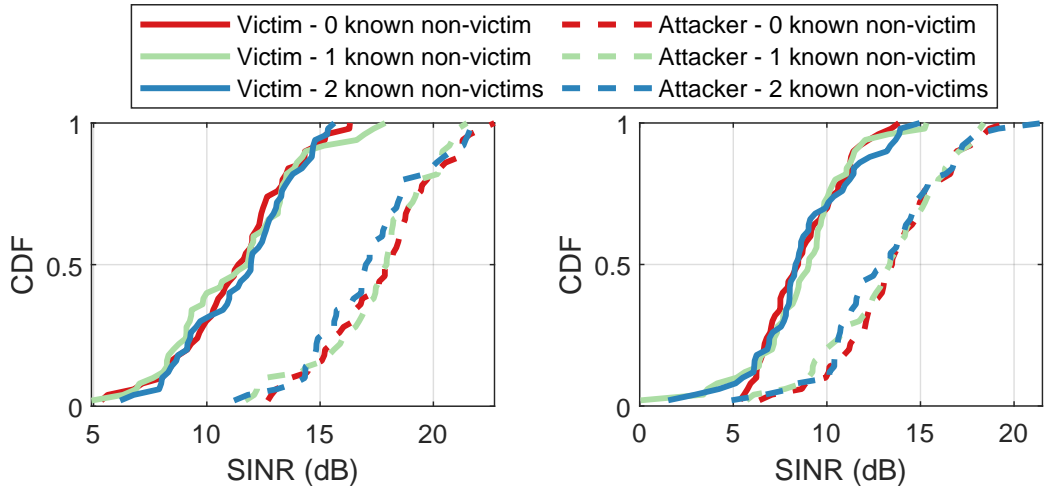 Victim - 0 known non-victim
Attacker - 0 known non-victim
Victim - 1 known non-victim
Attacker - 1 known non-victim
Victim - 2 known non-victims
Attacker - 2 known non-victims
1
0.5
0
CDF
5
10
15
20
SINR (dB)
1
0.5
0
CDF
0
5
10
15
20
SINR (dB)